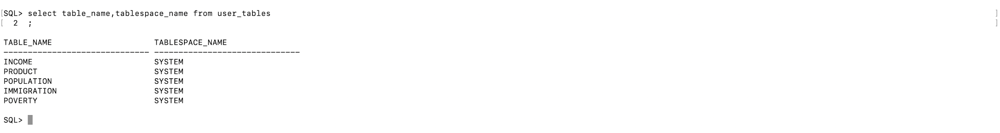 [SQL> select table_name,tablespace_name from user_tables ]
[  2  ; ]
TABLE_NAME                     TABLESPACE_NAME
------------------------------ ------------------------------
INCOME                         SYSTEM
PRODUCT                        SYSTEM
POPULATION                     SYSTEM
IMMIGRATION                    SYSTEM
POVERTY                        SYSTEM
SQL>